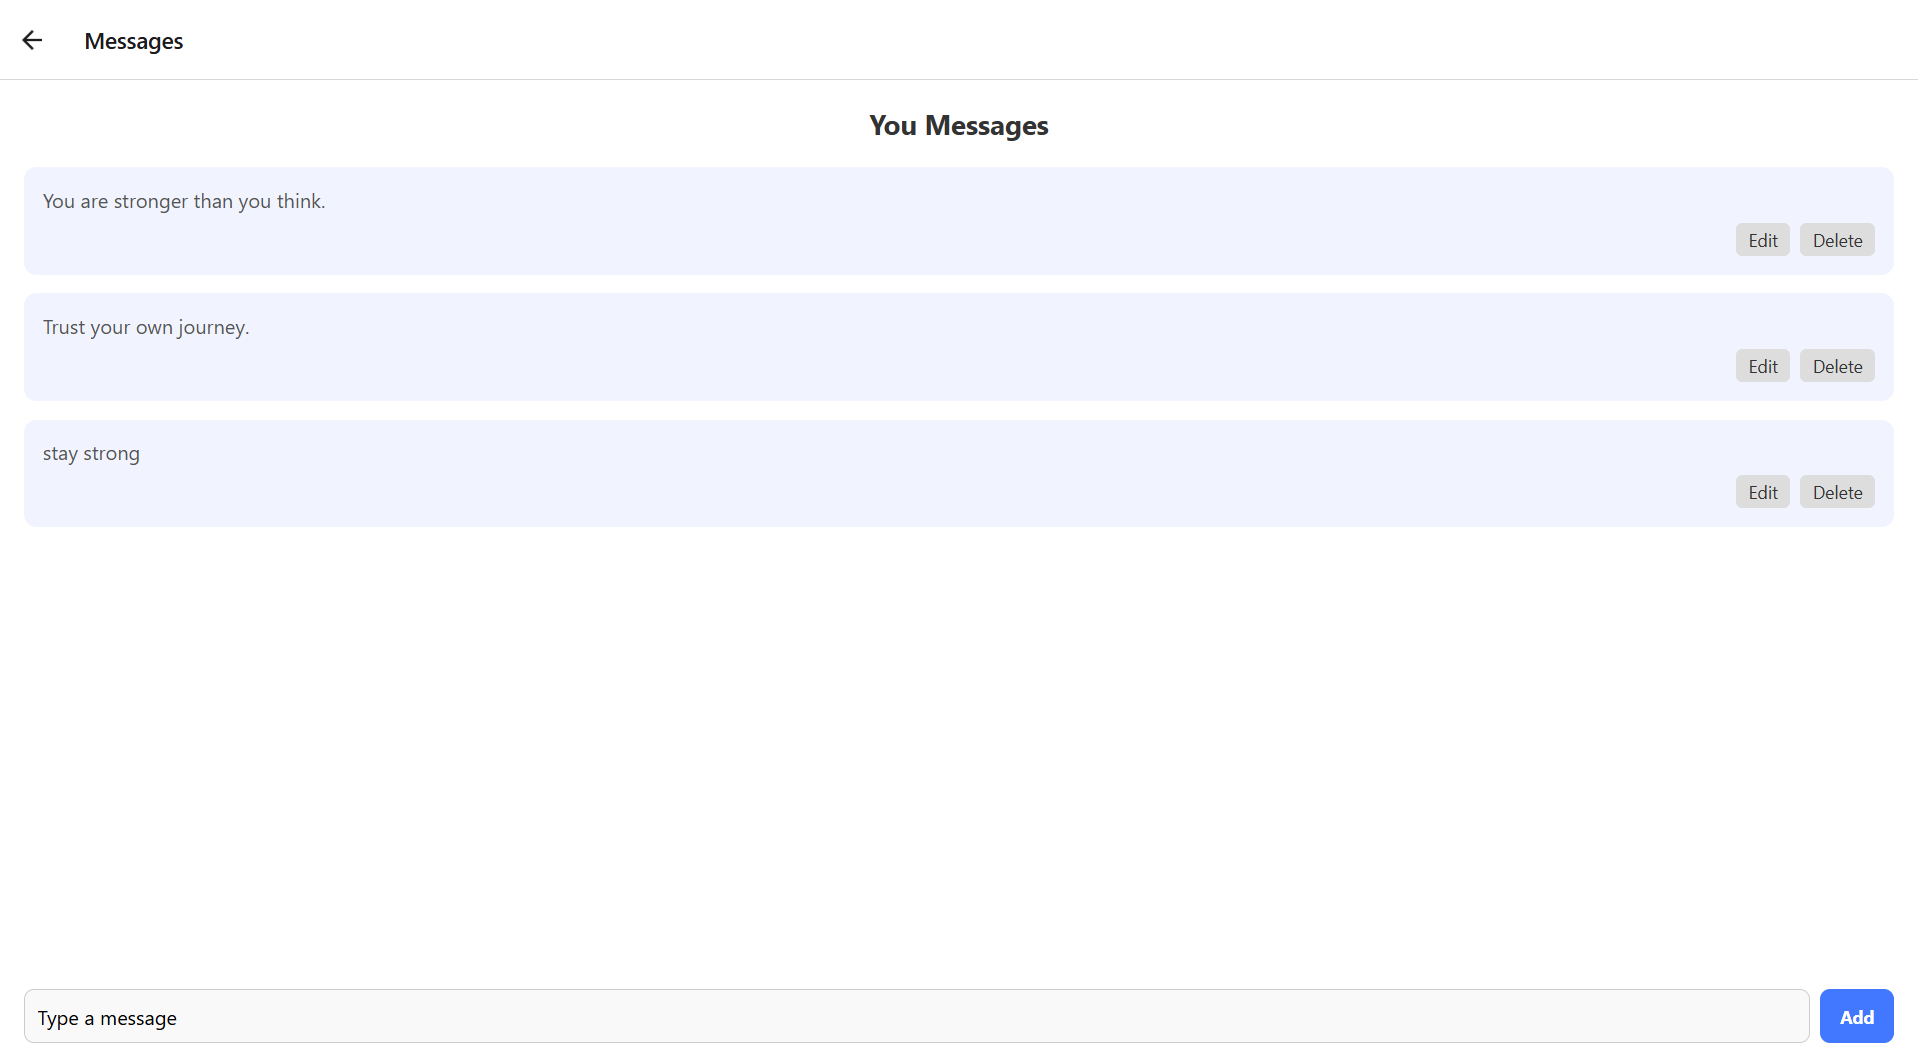 Messages
You Messages
You are stronger than you think.
Edit Delete
Trust your own journey.
Edit Delete
stay strong
Edit Delete
Type a message Add